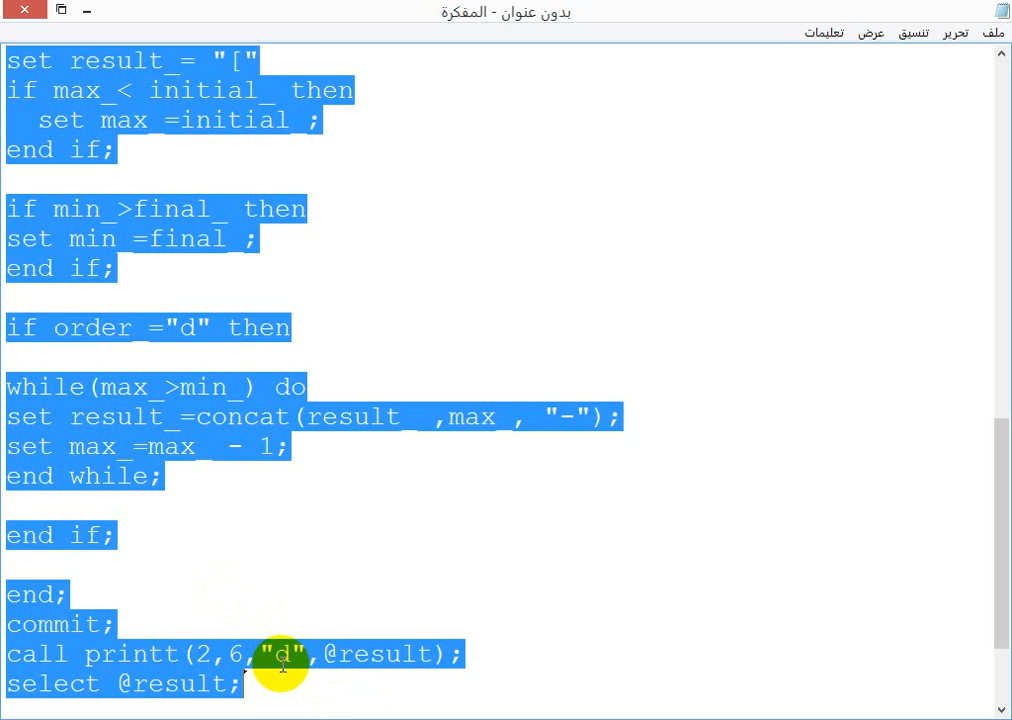 بدون عنوان - المفكرة
ملف تحرير تنسيق عرض تعليمات
set result_= "["
if max_< initial_ then
set max_=initial_;
end if;
if min_>final_ then
set min_=final_;
end if;
if order_="d" then
while(max_>min_) do
set result_=concat(result_ ,max_, "-");
set max_=max_ - 1;
end while;
end if;
end;
commit;
call printt(2,6,"d",@result);
select @result;